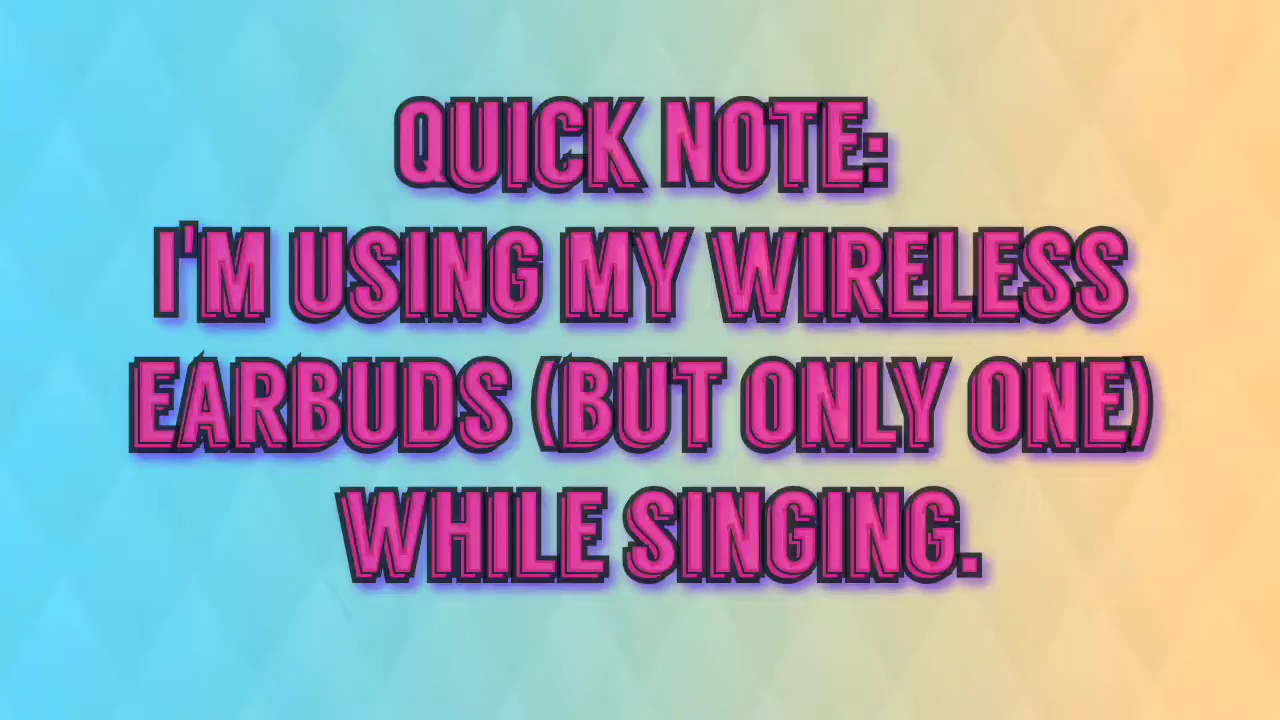 QUICK NOTE:
I'M USING MY WIRELESS
EARBUDS (BUT ONLY ONE)
WHILE SINGING.